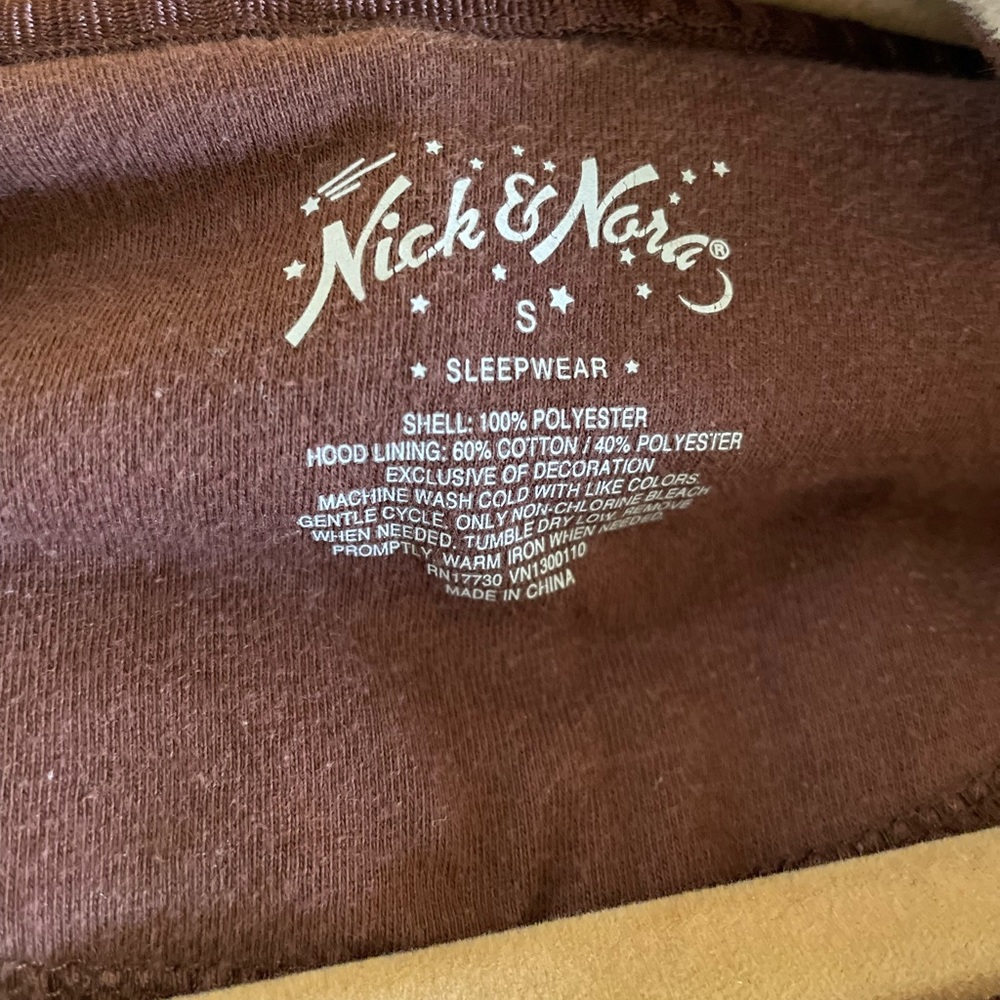 Nick & Nora®
S
SLEEPWEAR
SHELL: 100% POLYESTER
HOOD LINING: 60% COTTON / 40% POLYESTER
EXCLUSIVE OF DECORATION
MACHINE WASH COLD WITH LIKE COLORS.
GENTLE CYCLE. ONLY NON-CHLORINE BLEACH
WHEN NEEDED. TUMBLE DRY LOW. REMOVE
PROMPTLY. WARM IRON WHEN NEEDED.
RN17730 VN1300110
MADE IN CHINA